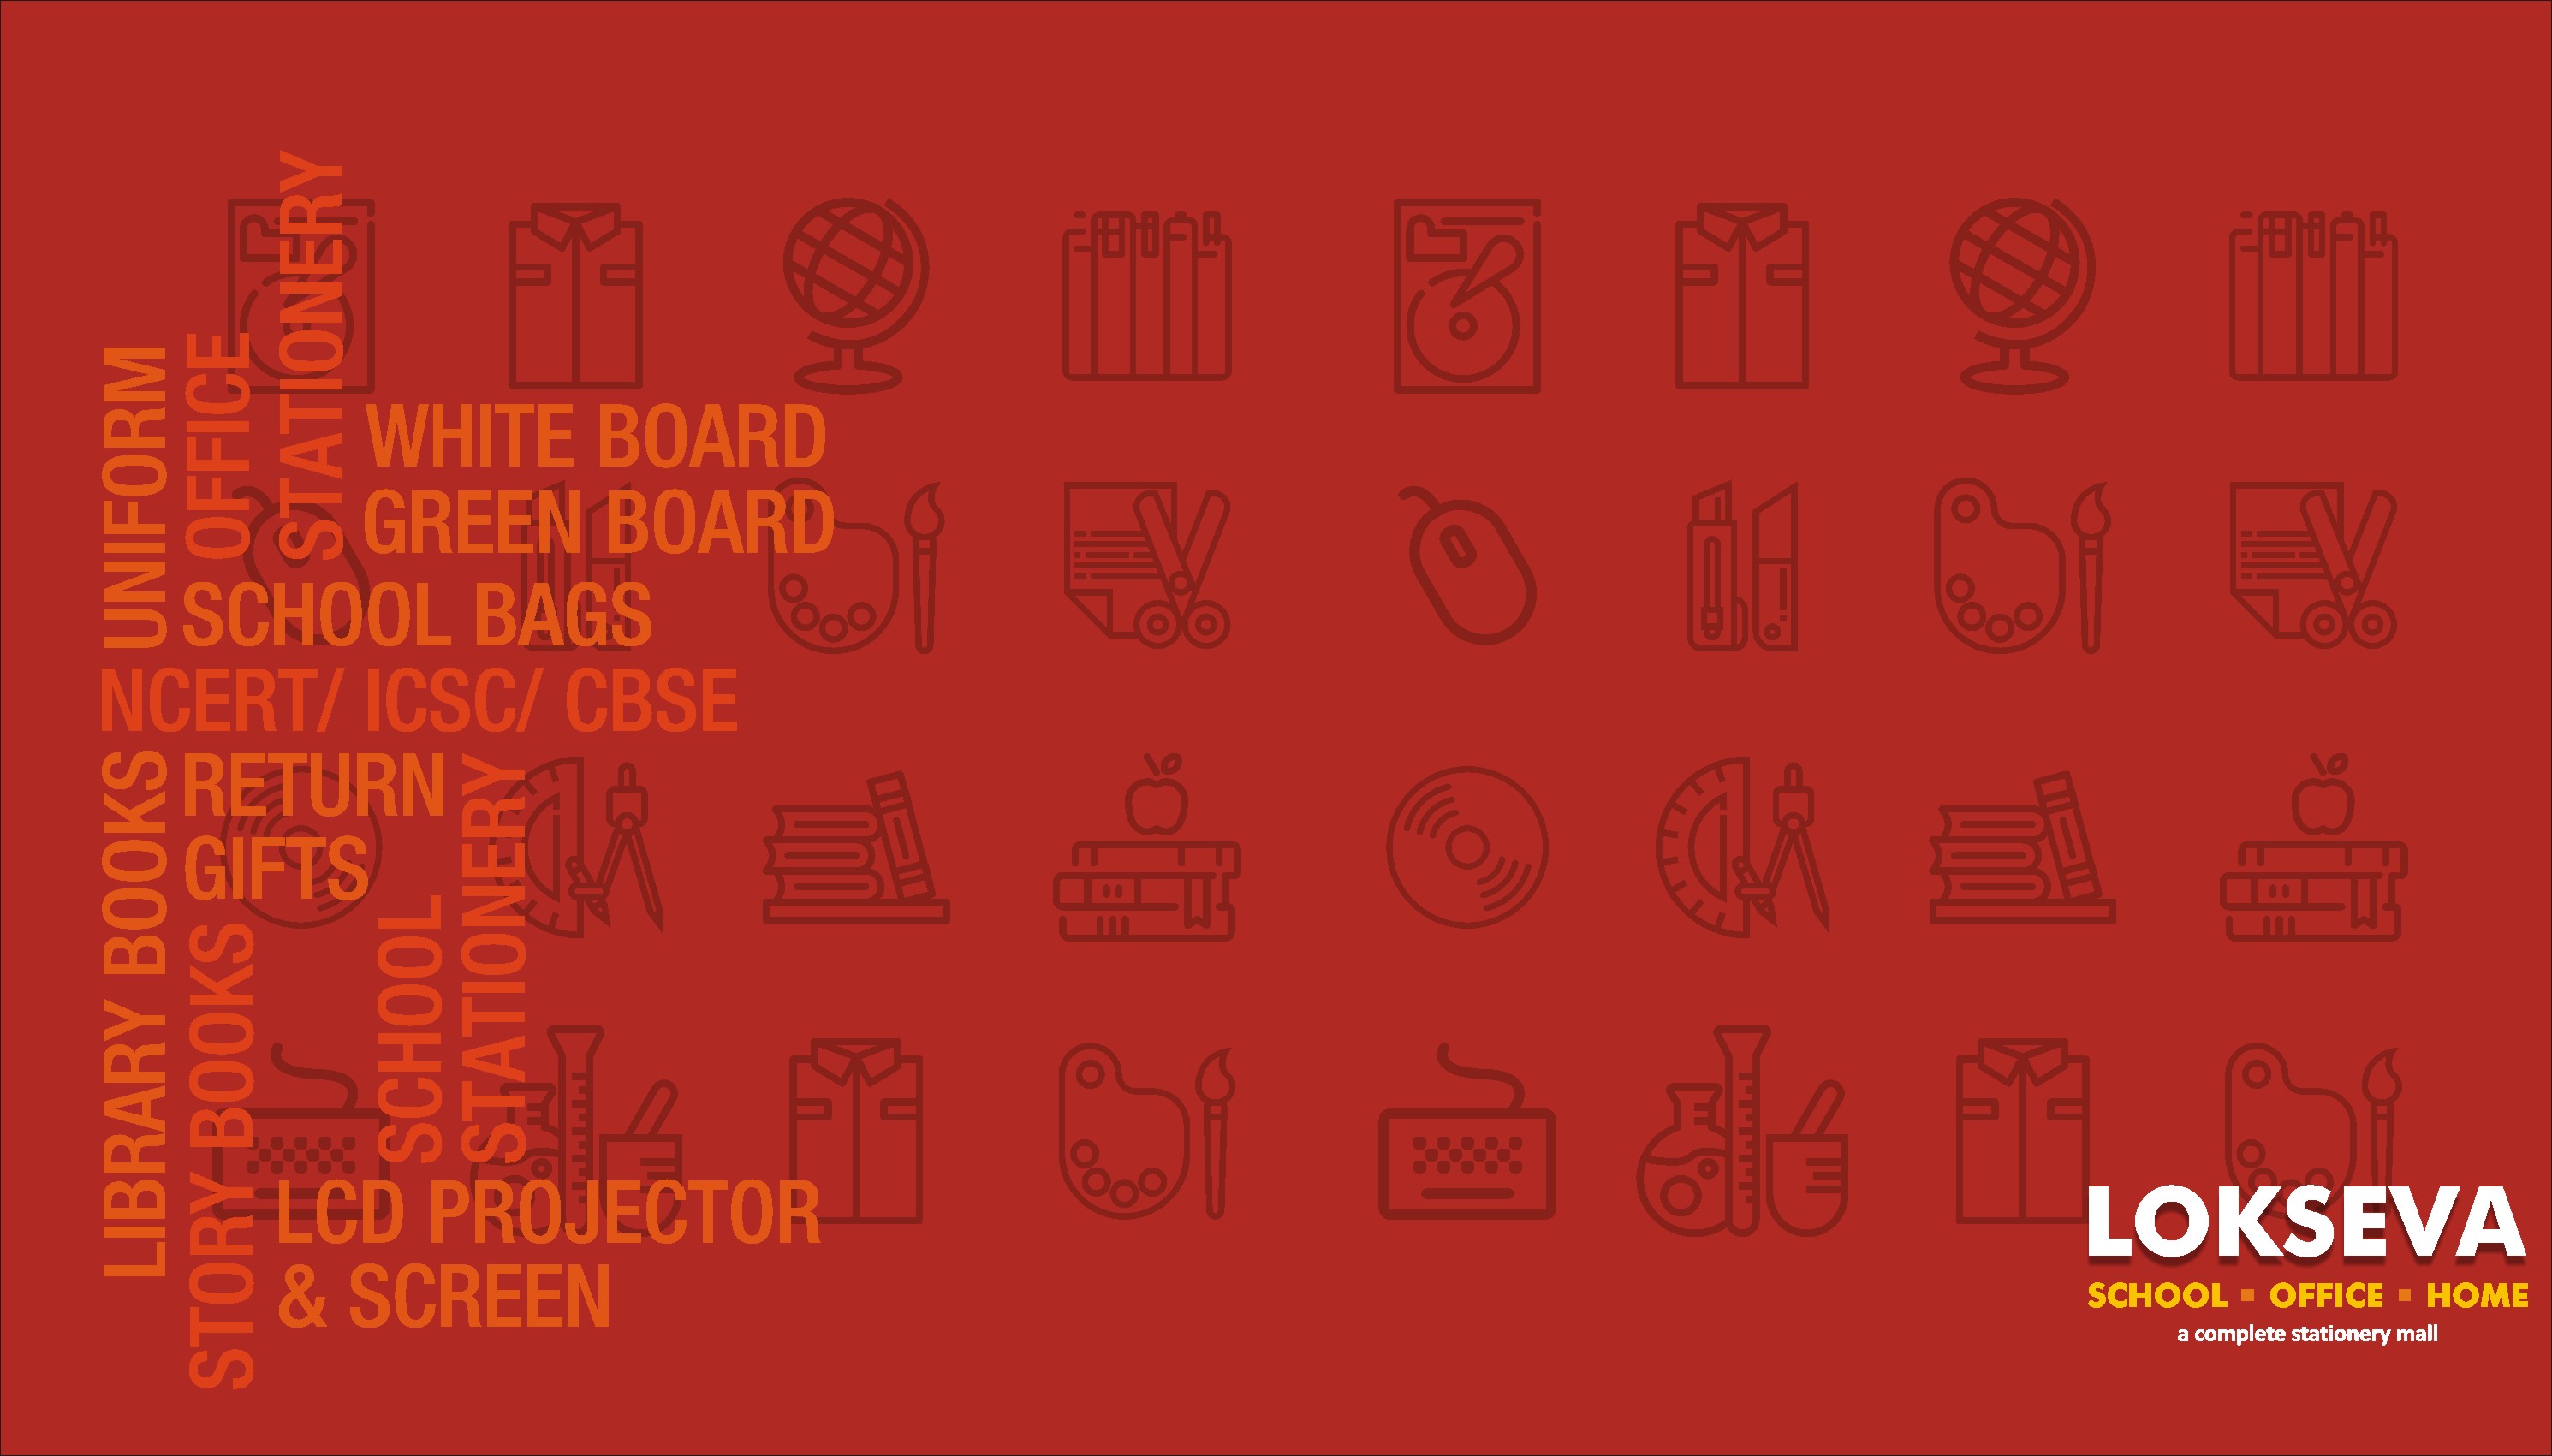 STATIONERY
OFFICE
UNIFORM
WHITE BOARD
GREEN BOARD
SCHOOL BAGS
NCERT/ ICSC/ CBSE
LIBRARY BOOKS
RETURN
GIFTS
STORY BOOKS
SCHOOL
STATIONERY
LCD PROJECTOR
& SCREEN
LOKSEVA
SCHOOL ▪ OFFICE ▪ HOME
a complete stationery mall